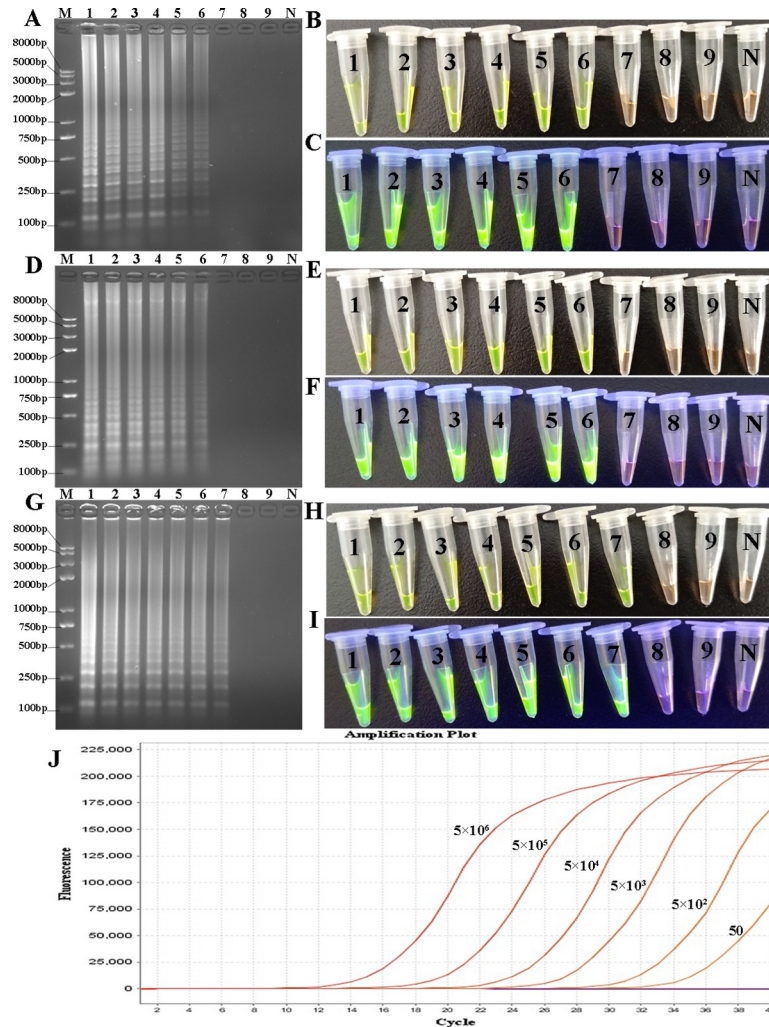 A
M 1 2 3 4 5 6 7 8 9 N
8000bp
5000bp
3000bp
2000bp
1000bp
750bp
500bp
250bp
100bp
B
1 2 3 4 5 6 7 8 9 N
C
1 2 3 4 5 6 7 8 9 N
D
M 1 2 3 4 5 6 7 8 9 N
8000bp
5000bp
3000bp
2000bp
1000bp
750bp
500bp
250bp
100bp
E
1 2 3 4 5 6 7 8 9 N
F
1 2 3 4 5 6 7 8 9 N
G
M 1 2 3 4 5 6 7 8 9 N
8000bp
5000bp
3000bp
2000bp
1000bp
750bp
500bp
250bp
100bp
H
1 2 3 4 5 6 7 8 9 N
I
1 2 3 4 5 6 7 8 9 N
J
Amplification Plot
225,000
200,000
175,000
150,000
125,000
100,000
75,000
50,000
25,000
0
Fluorescence
5×10⁶
5×10⁵
5×10⁴
5×10³
5×10²
50
2 4 6 8 10 12 14 16 18 20 22 24 26 28 30 32 34 36 38 4
Cycle